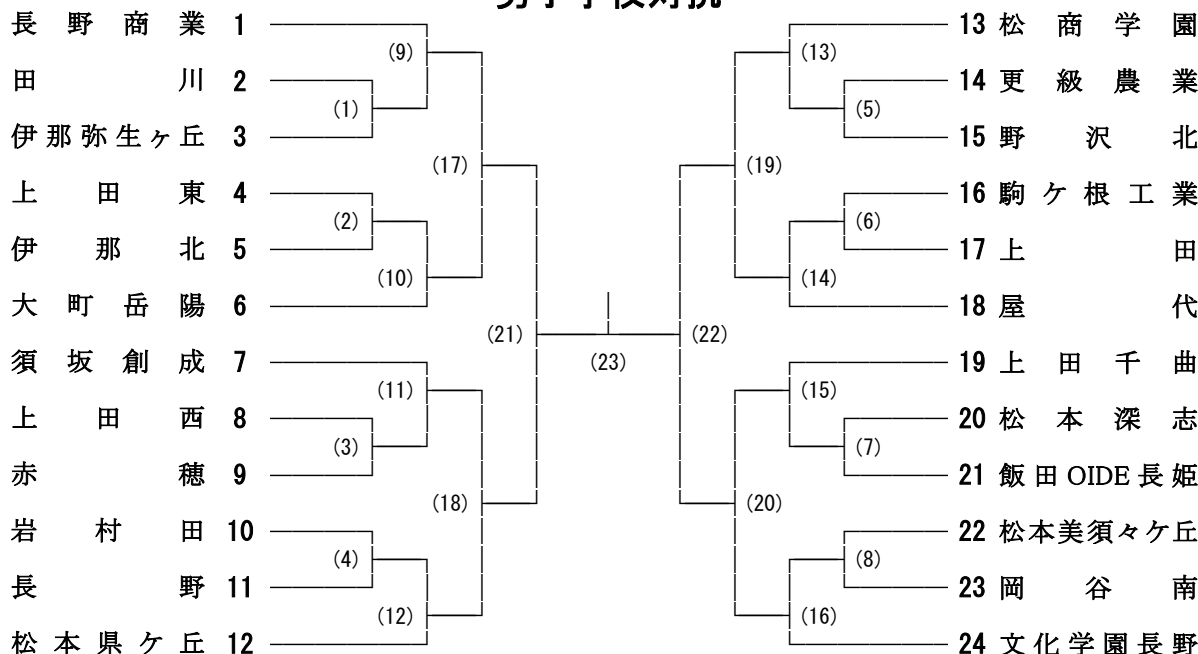 男子学校対抗
長野商業 1
田川 2
伊那弥生ヶ丘 3
上田東 4
伊那北 5
大町岳陽 6
須坂創成 7
上田西 8
赤穂 9
岩村田 10
長野 11
松本県ケ丘 12
(1)
(2)
(3)
(4)
(9)
(10)
(11)
(12)
(17)
(18)
(21)
(23)
(22)
(19)
(20)
(13)
(14)
(15)
(16)
(5)
(6)
(7)
(8)
13 松商学園
14 更級農業
15 野沢北
16 駒ケ根工業
17 上田
18 屋代
19 上田千曲
20 松本深志
21 飯田OIDE長姫
22 松本美須々ケ丘
23 岡谷南
24 文化学園長野